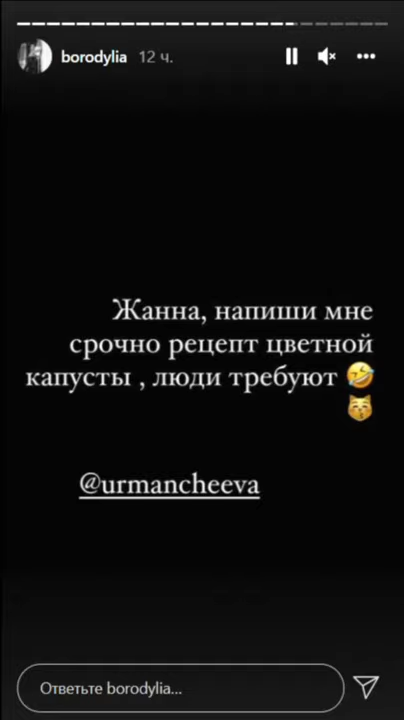 borodylia 12 ч.
Жанна, напиши мне
срочно рецепт цветной
капусты , люди требуют 🤣
😽
@urmancheeva
Ответьте borodylia...